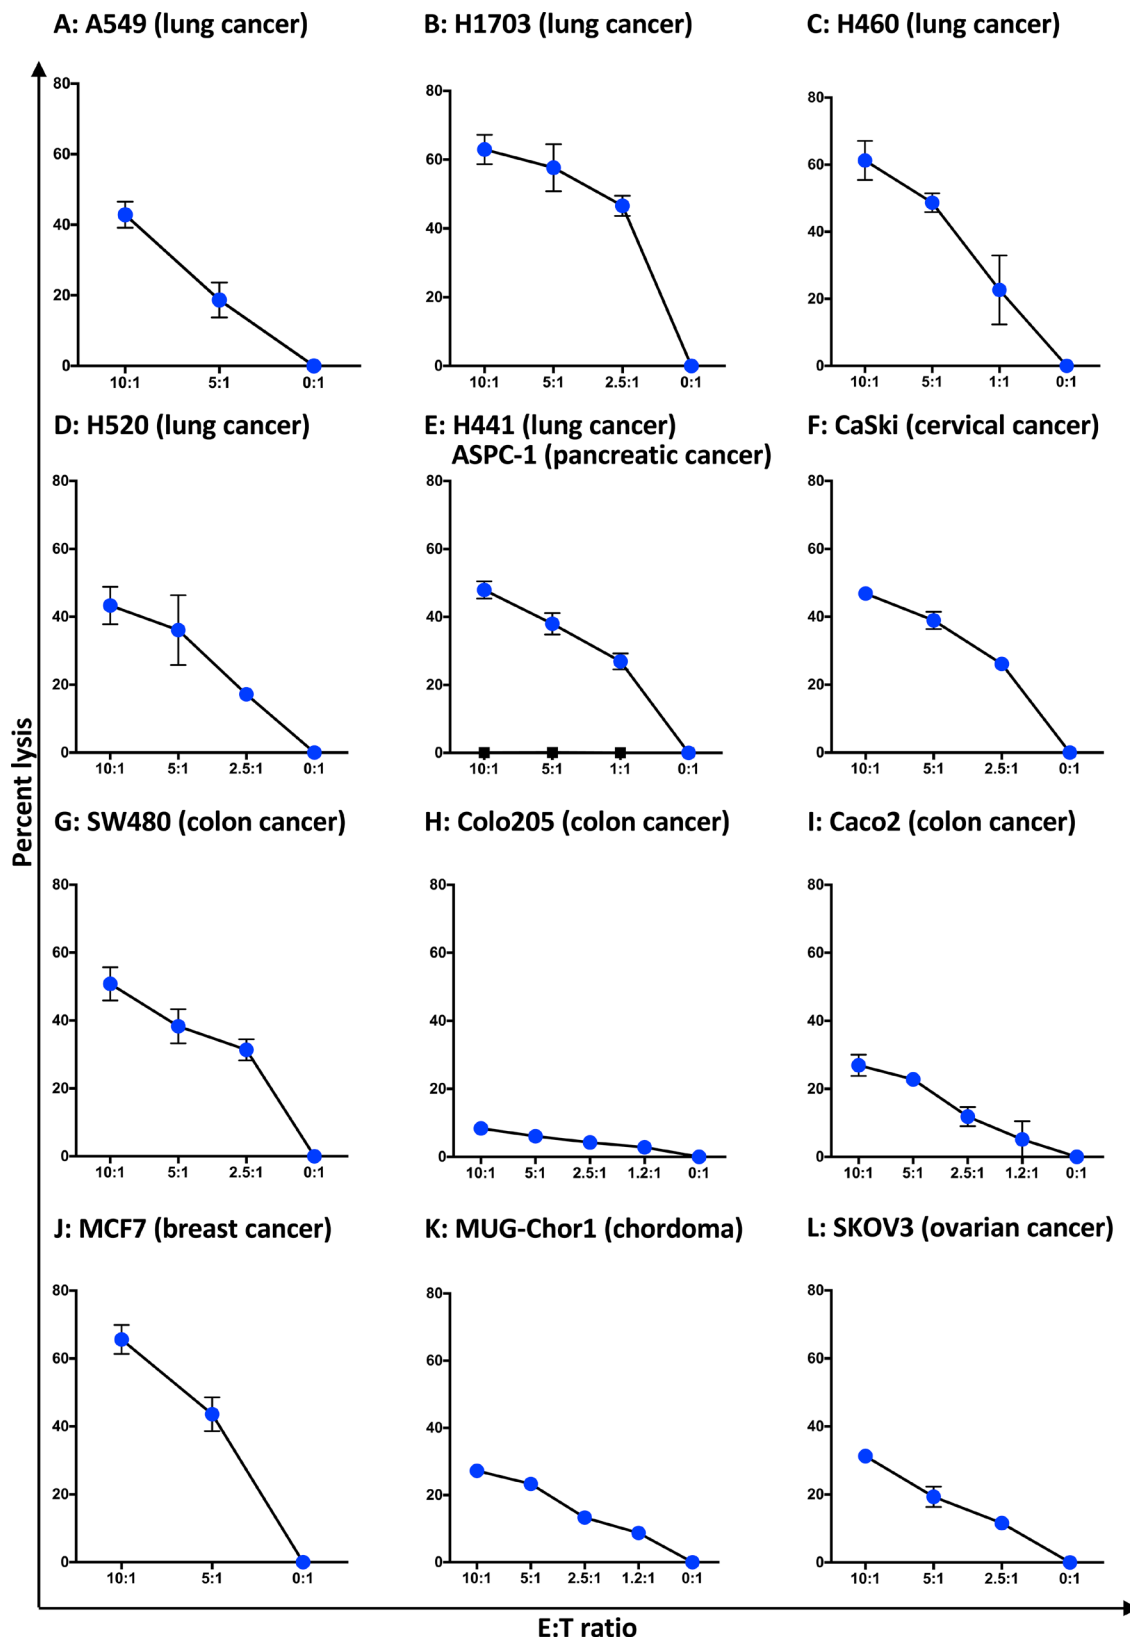 A: A549 (lung cancer)
80
60
40
20
0
10:1 5:1 0:1
B: H1703 (lung cancer)
80
60
40
20
0
10:1 5:1 2.5:1 0:1
C: H460 (lung cancer)
80
60
40
20
0
10:1 5:1 1:1 0:1
D: H520 (lung cancer)
80
60
40
20
0
10:1 5:1 2.5:1 0:1
E: H441 (lung cancer)
ASPC-1 (pancreatic cancer)
80
60
40
20
0
10:1 5:1 1:1 0:1
F: CaSki (cervical cancer)
80
60
40
20
0
10:1 5:1 2.5:1 0:1
G: SW480 (colon cancer)
80
60
40
20
0
10:1 5:1 2.5:1 0:1
H: Colo205 (colon cancer)
80
60
40
20
0
10:1 5:1 2.5:1 1.2:1 0:1
I: Caco2 (colon cancer)
80
60
40
20
0
10:1 5:1 2.5:1 1.2:1 0:1
J: MCF7 (breast cancer)
80
60
40
20
0
10:1 5:1 0:1
K: MUG-Chor1 (chordoma)
80
60
40
20
0
10:1 5:1 2.5:1 1.2:1 0:1
L: SKOV3 (ovarian cancer)
80
60
40
20
0
10:1 5:1 2.5:1 0:1
Percent lysis
E:T ratio